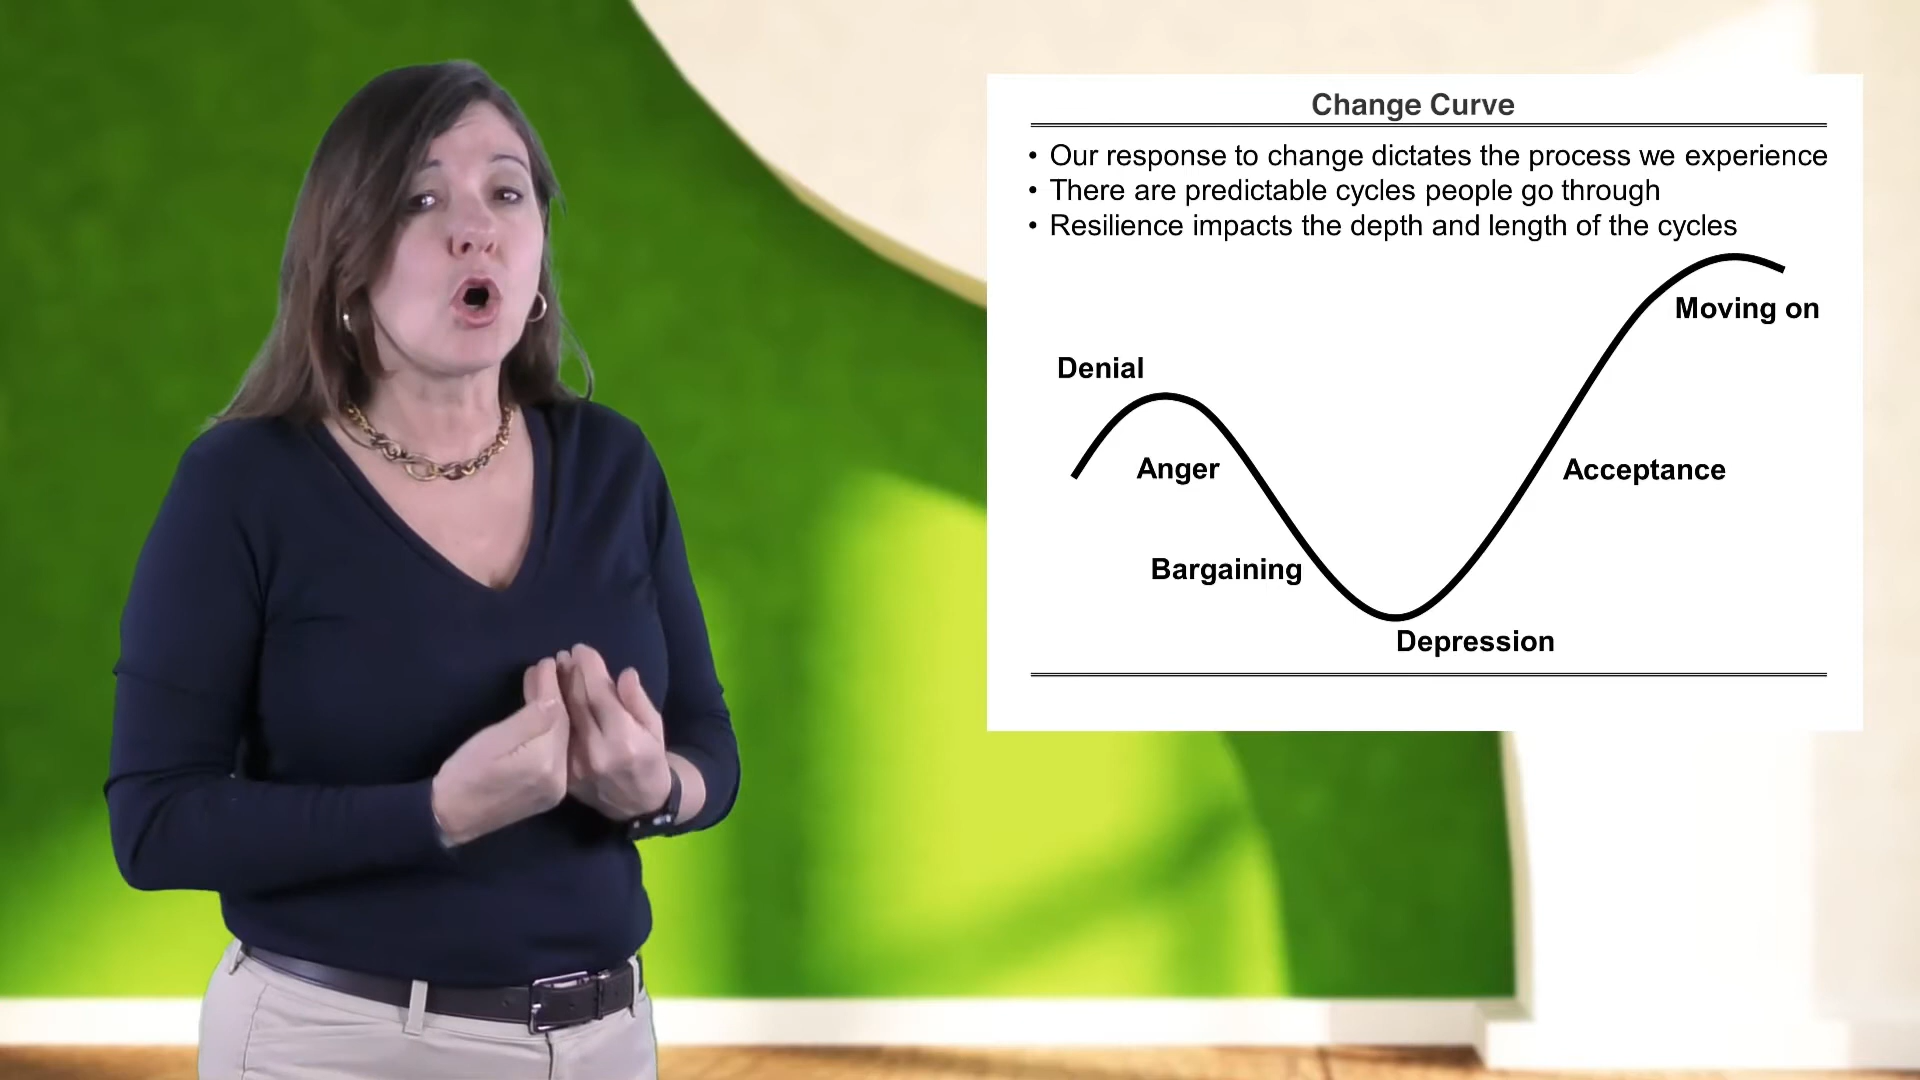 Change Curve
• Our response to change dictates the process we experience
• There are predictable cycles people go through
• Resilience impacts the depth and length of the cycles
Moving on
Denial
Anger
Acceptance
Bargaining
Depression